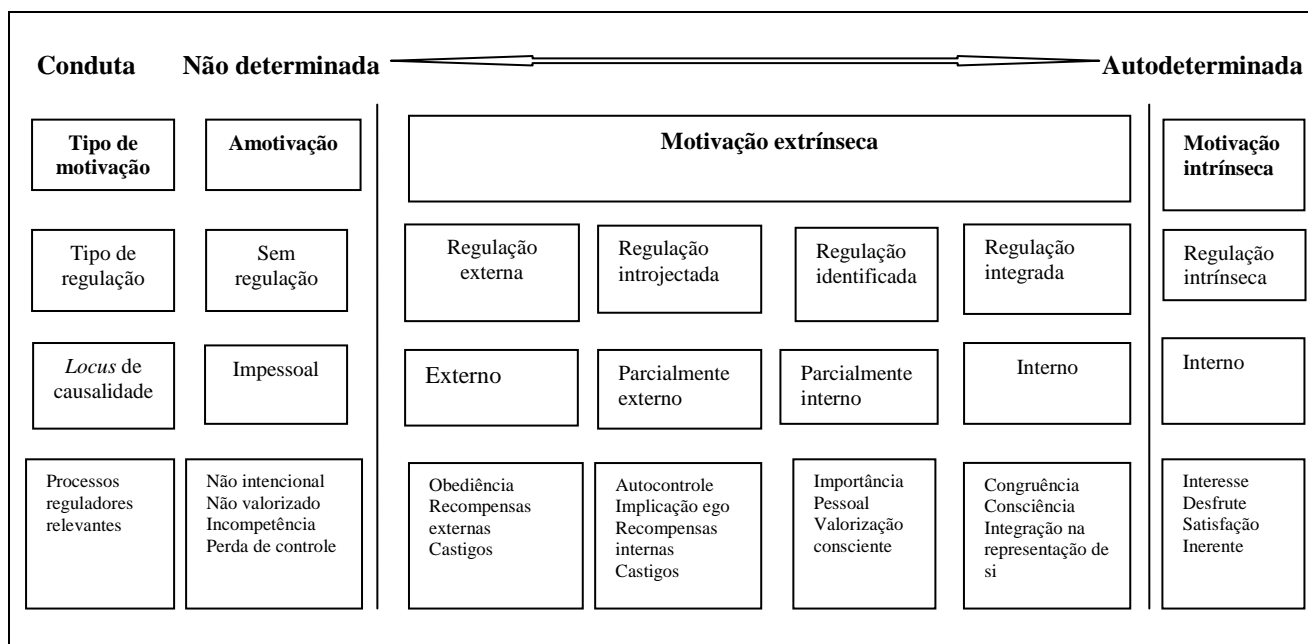 Conduta
Não determinada
Autodeterminada
Tipo de
motivação
Amotivação
Motivação extrínseca
Motivação
intrínseca
Tipo de
regulação
Sem
regulação
Regulação
externa
Regulação
introjectada
Regulação
identificada
Regulação
integrada
Regulação
intrínseca
Locus de
causalidade
Impessoal
Externo
Parcialmente
externo
Parcialmente
interno
Interno
Interno
Processos
reguladores
relevantes
Não intencional
Não valorizado
Incompetência
Perda de controle
Obediência
Recompensas
externas
Castigos
Autocontrole
Implicação ego
Recompensas
internas
Castigos
Importância
Pessoal
Valorização
consciente
Congruência
Consciência
Integração na
representação de
si
Interesse
Desfrute
Satisfação
Inerente